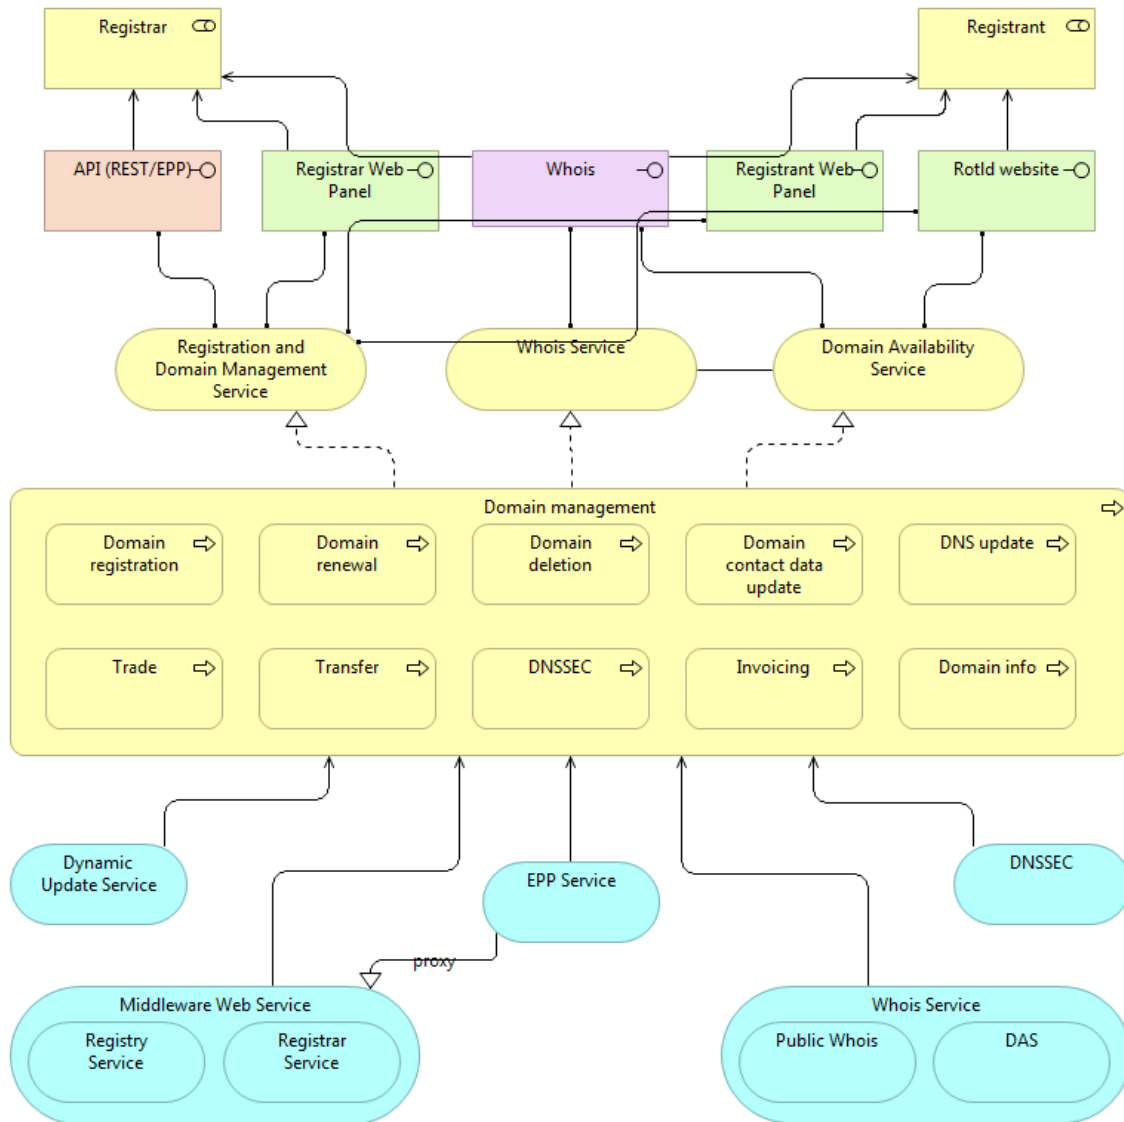 Registrar
Registrant
API (REST/EPP)
Registrar Web
Panel
Whois
Registrant Web
Panel
RotId website
Registration and
Domain Management
Service
Whois Service
Domain Availability
Service
Domain management
Domain
registration
Domain
renewal
Domain
deletion
Domain
contact data
update
DNS update
Trade
Transfer
DNSSEC
Invoicing
Domain info
Dynamic
Update Service
EPP Service
DNSSEC
proxy
Middleware Web Service
Registry
Service
Registrar
Service
Whois Service
Public Whois
DAS